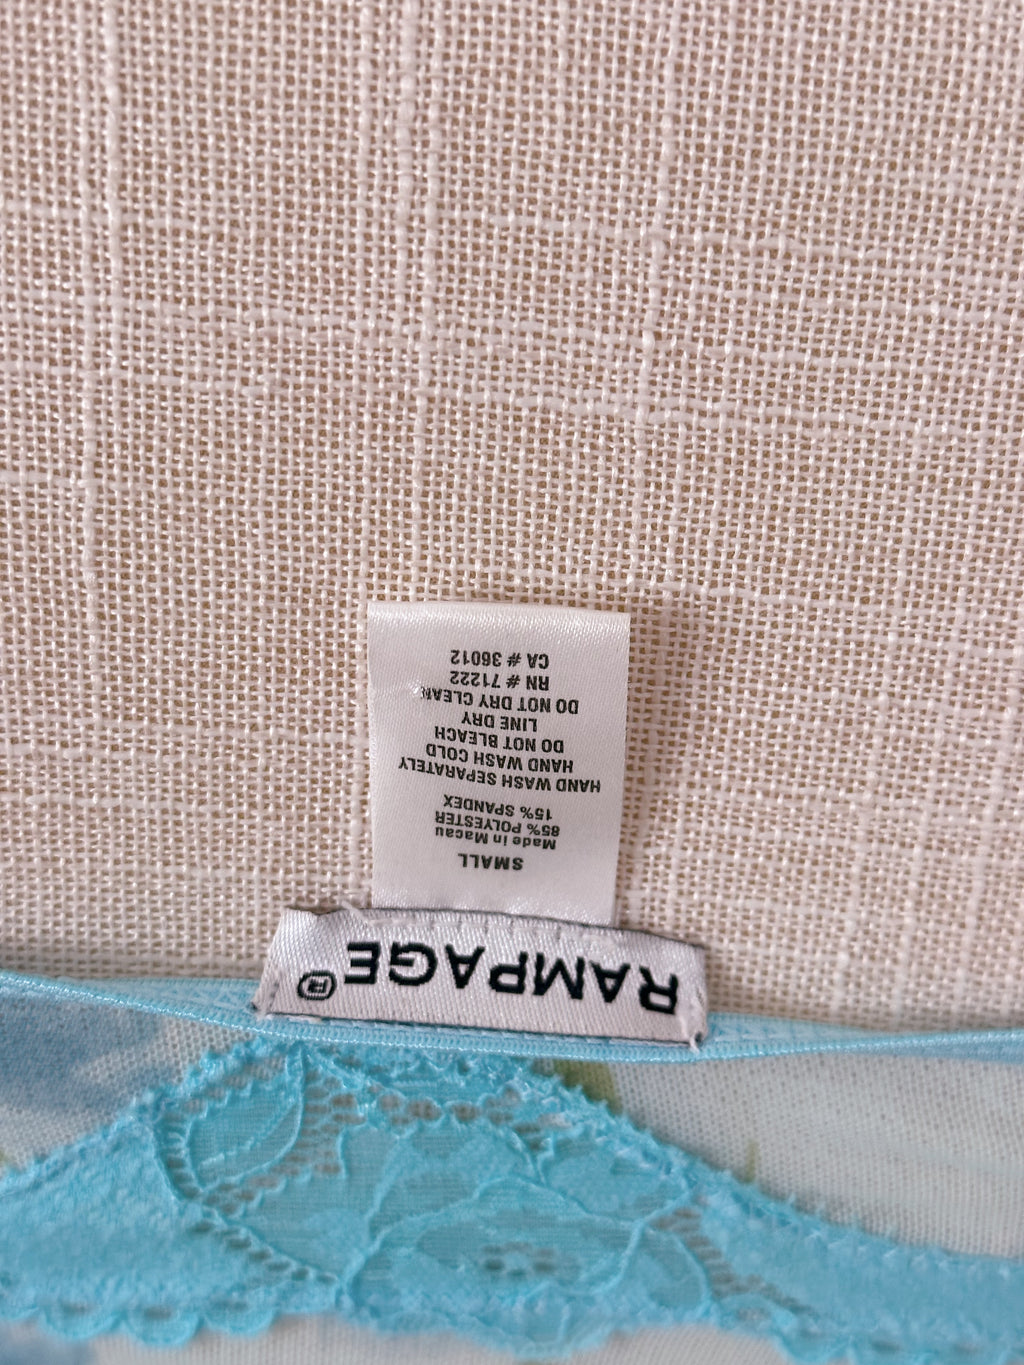 RAMPAGE®
SMALL
Made in Macau
85% POLYESTER
15% SPANDEX
HAND WASH SEPARATELY
HAND WASH COLD
DO NOT BLEACH
LINE DRY
DO NOT DRY CLEAN
RN # 71222
CA # 36012